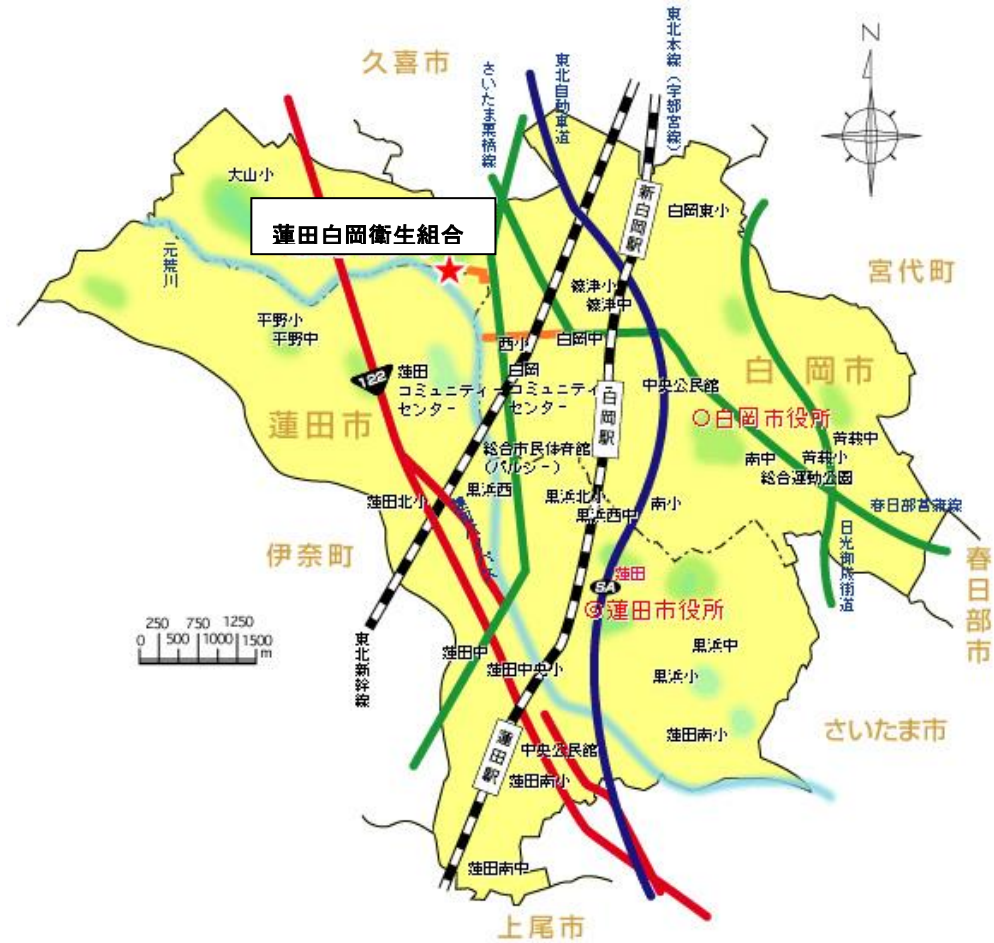 N
久喜市
さいたま栗橋線
東北自動車道
東北本線（宇都宮線）
大山小
蓮田白岡衛生組合
新白岡駅
白岡東小
元荒川
宮代町
篠津小
篠津中
平野小
平野中
西小
白岡中
122
蓮田
コミュニティー
センター
白岡
コミュニティー
センター
白岡駅
中央公民館
白岡市
白岡市役所
蓮田市
菁莪中
菁莪小
南中
総合運動公園
総合市民体育館
（パルシー）
黒浜西
黒浜北小
黒浜西中
南小
蓮田北小
春日部菖蒲線
日光御成街道
伊奈町
春日部市
蓮田
SA
蓮田市役所
250 750 1250
0 500 1000 1500
m
東北新幹線
蓮田中
蓮田中央小
黒浜中
黒浜小
さいたま市
蓮田南小
蓮田駅
中央公民館
蓮田南小
蓮田南中
上尾市